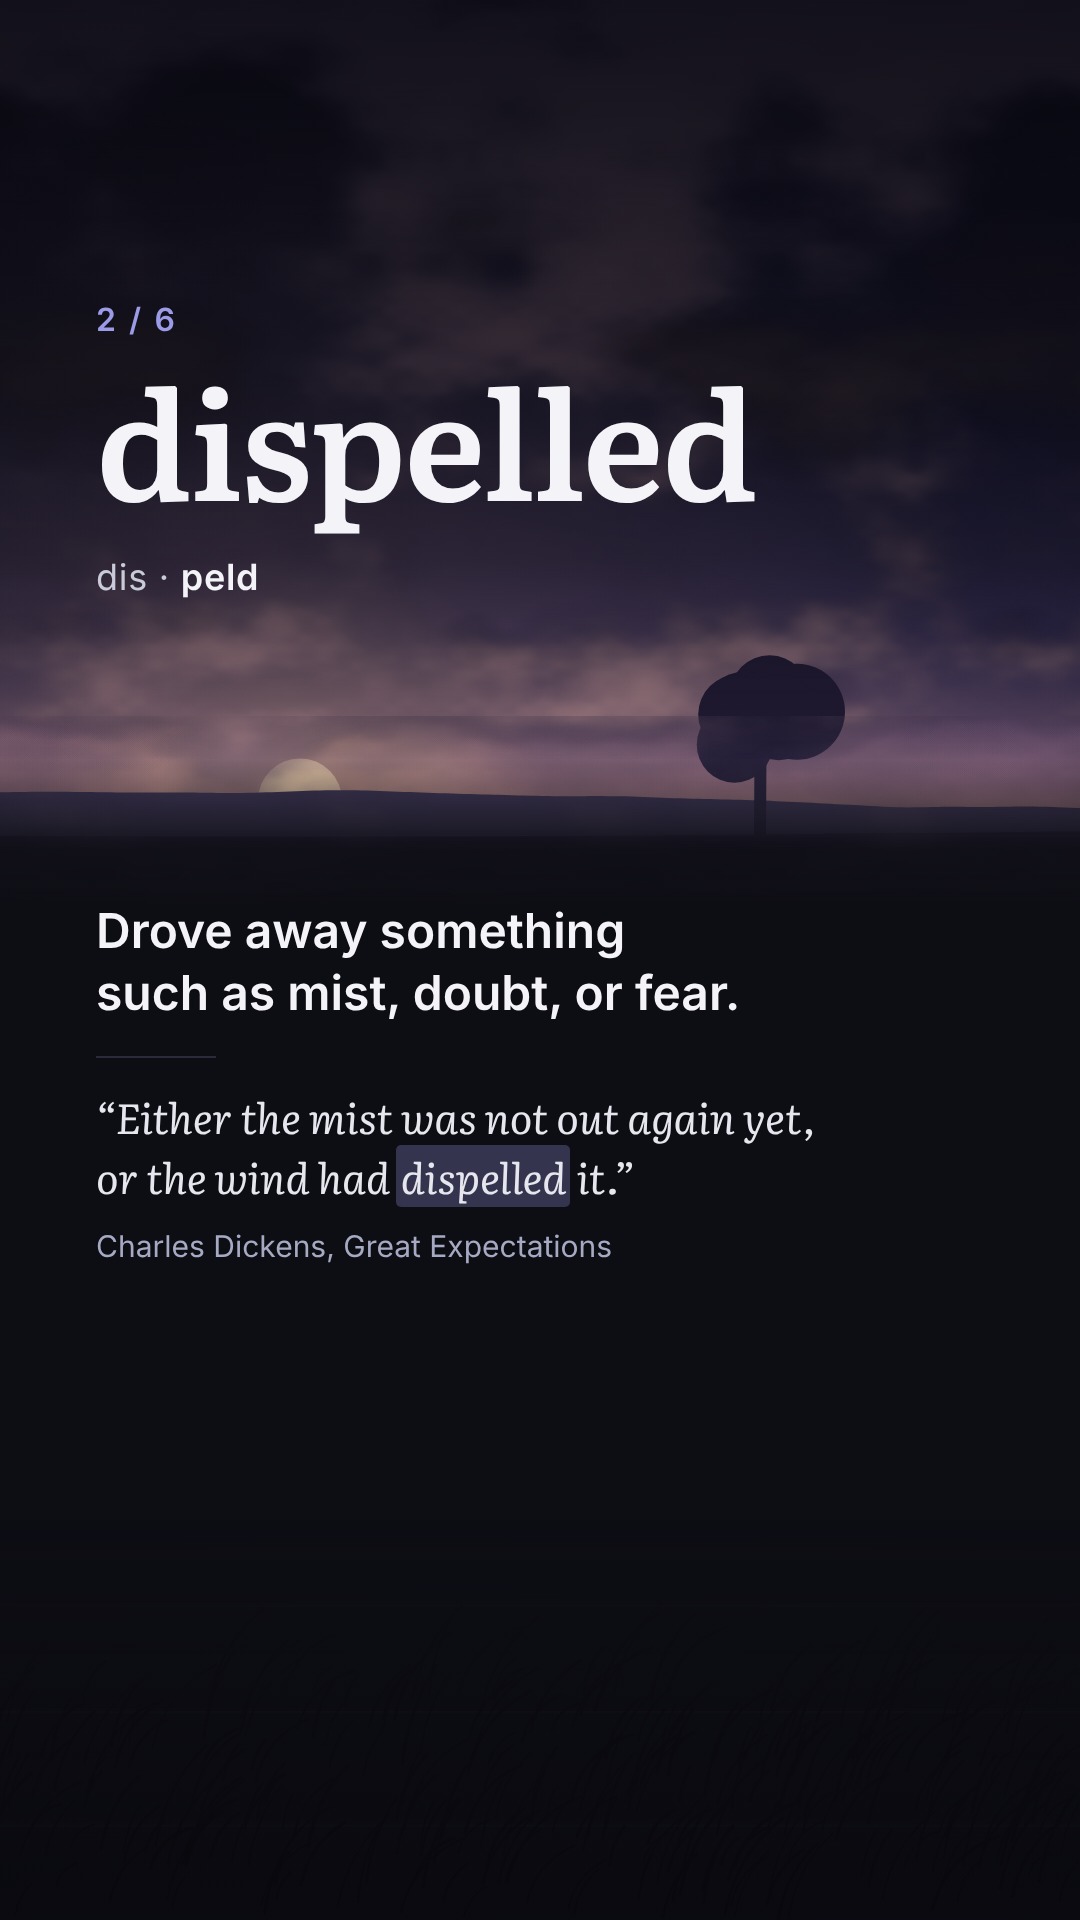 2 / 6
dispelled
dis · peld
Drove away something
such as mist, doubt, or fear.
“Either the mist was not out again yet,
or the wind had dispelled it.”
Charles Dickens, Great Expectations